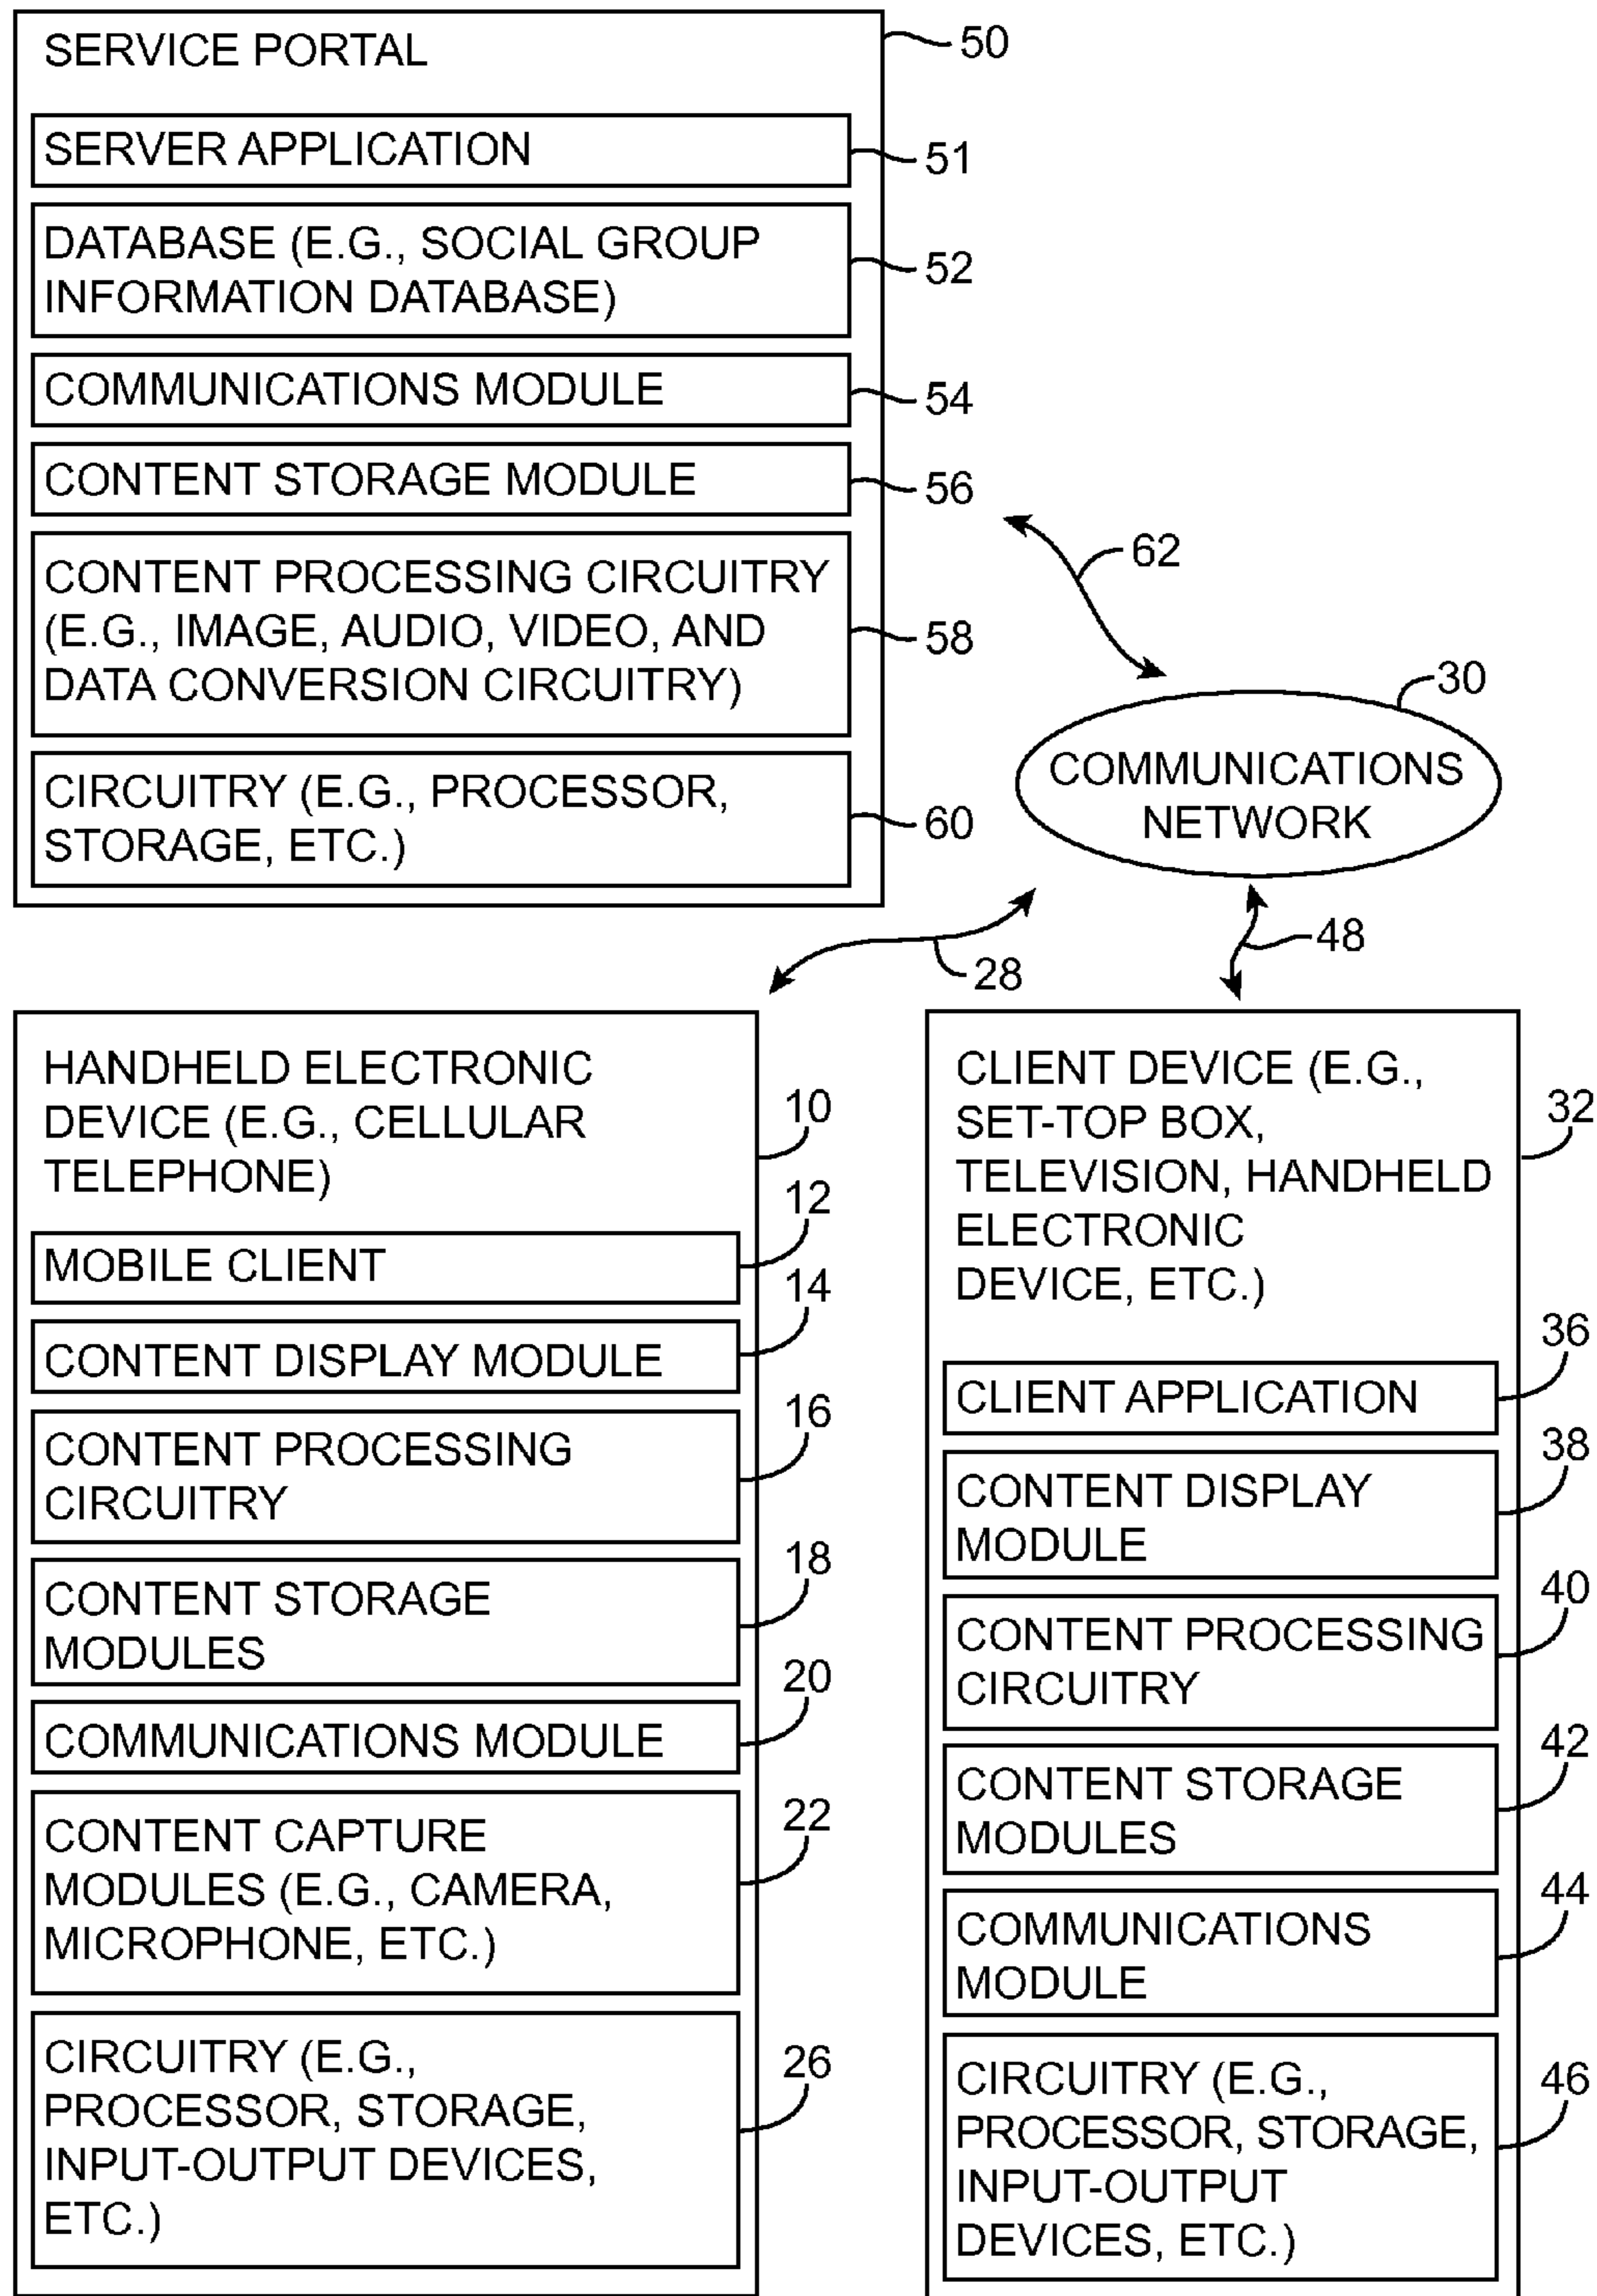 SERVICE PORTAL
50
SERVER APPLICATION
51
DATABASE (E.G., SOCIAL GROUP
INFORMATION DATABASE)
52
COMMUNICATIONS MODULE
54
CONTENT STORAGE MODULE
56
CONTENT PROCESSING CIRCUITRY
(E.G., IMAGE, AUDIO, VIDEO, AND
DATA CONVERSION CIRCUITRY)
58
CIRCUITRY (E.G., PROCESSOR,
STORAGE, ETC.)
60
62
30
COMMUNICATIONS
NETWORK
28
48
HANDHELD ELECTRONIC
DEVICE (E.G., CELLULAR
TELEPHONE)
10
MOBILE CLIENT
12
CONTENT DISPLAY MODULE
14
CONTENT PROCESSING
CIRCUITRY
16
CONTENT STORAGE
MODULES
18
COMMUNICATIONS MODULE
20
CONTENT CAPTURE
MODULES (E.G., CAMERA,
MICROPHONE, ETC.)
22
CIRCUITRY (E.G.,
PROCESSOR, STORAGE,
INPUT-OUTPUT DEVICES,
ETC.)
26
CLIENT DEVICE (E.G.,
SET-TOP BOX,
TELEVISION, HANDHELD
ELECTRONIC
DEVICE, ETC.)
32
CLIENT APPLICATION
36
CONTENT DISPLAY
MODULE
38
CONTENT PROCESSING
CIRCUITRY
40
CONTENT STORAGE
MODULES
42
COMMUNICATIONS
MODULE
44
CIRCUITRY (E.G.,
PROCESSOR, STORAGE,
INPUT-OUTPUT
DEVICES, ETC.)
46